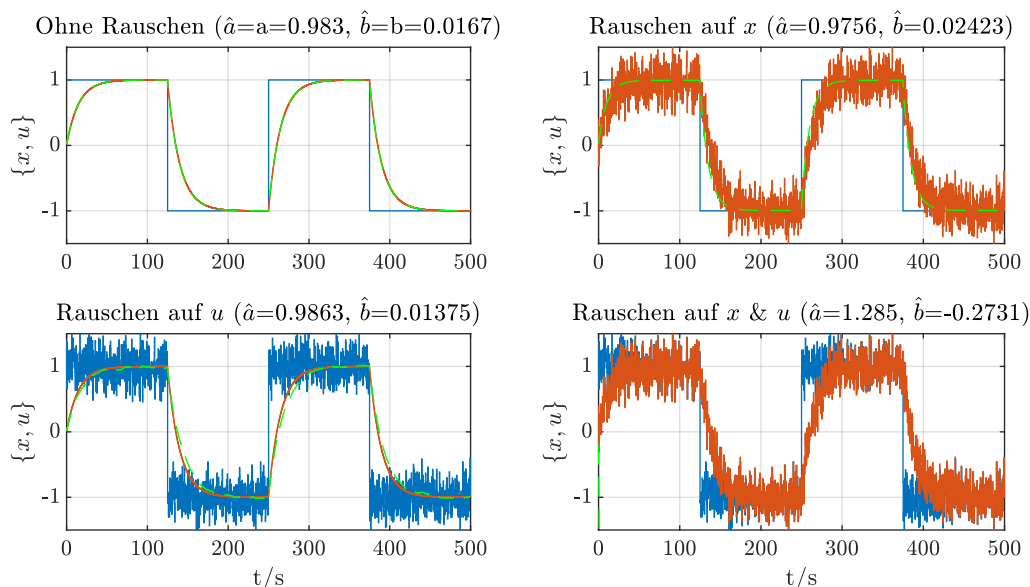 Ohne Rauschen (â=a=0.983, b̂=b=0.0167)
{x, u}
1
0
-1
0 100 200 300 400 500
Rauschen auf x (â=0.9756, b̂=0.02423)
{x, u}
1
0
-1
0 100 200 300 400 500
Rauschen auf u (â=0.9863, b̂=0.01375)
{x, u}
1
0
-1
0 100 200 300 400 500
t/s
Rauschen auf x & u (â=1.285, b̂=-0.2731)
{x, u}
1
0
-1
0 100 200 300 400 500
t/s